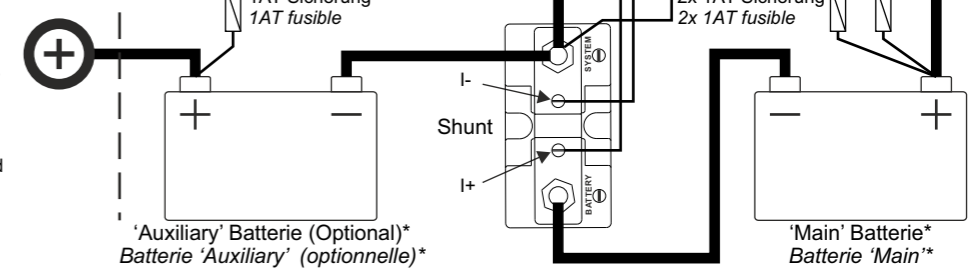 1AT Sicherung
1AT fusible
2x 1AT Sicherung
2x 1AT fusible
+
SYSTEM
I-
+
−
Shunt
−
+
I+
BATTERY
'Auxiliary' Batterie (Optional)*
Batterie 'Auxiliary' (optionnelle)*
'Main' Batterie*
Batterie 'Main'*